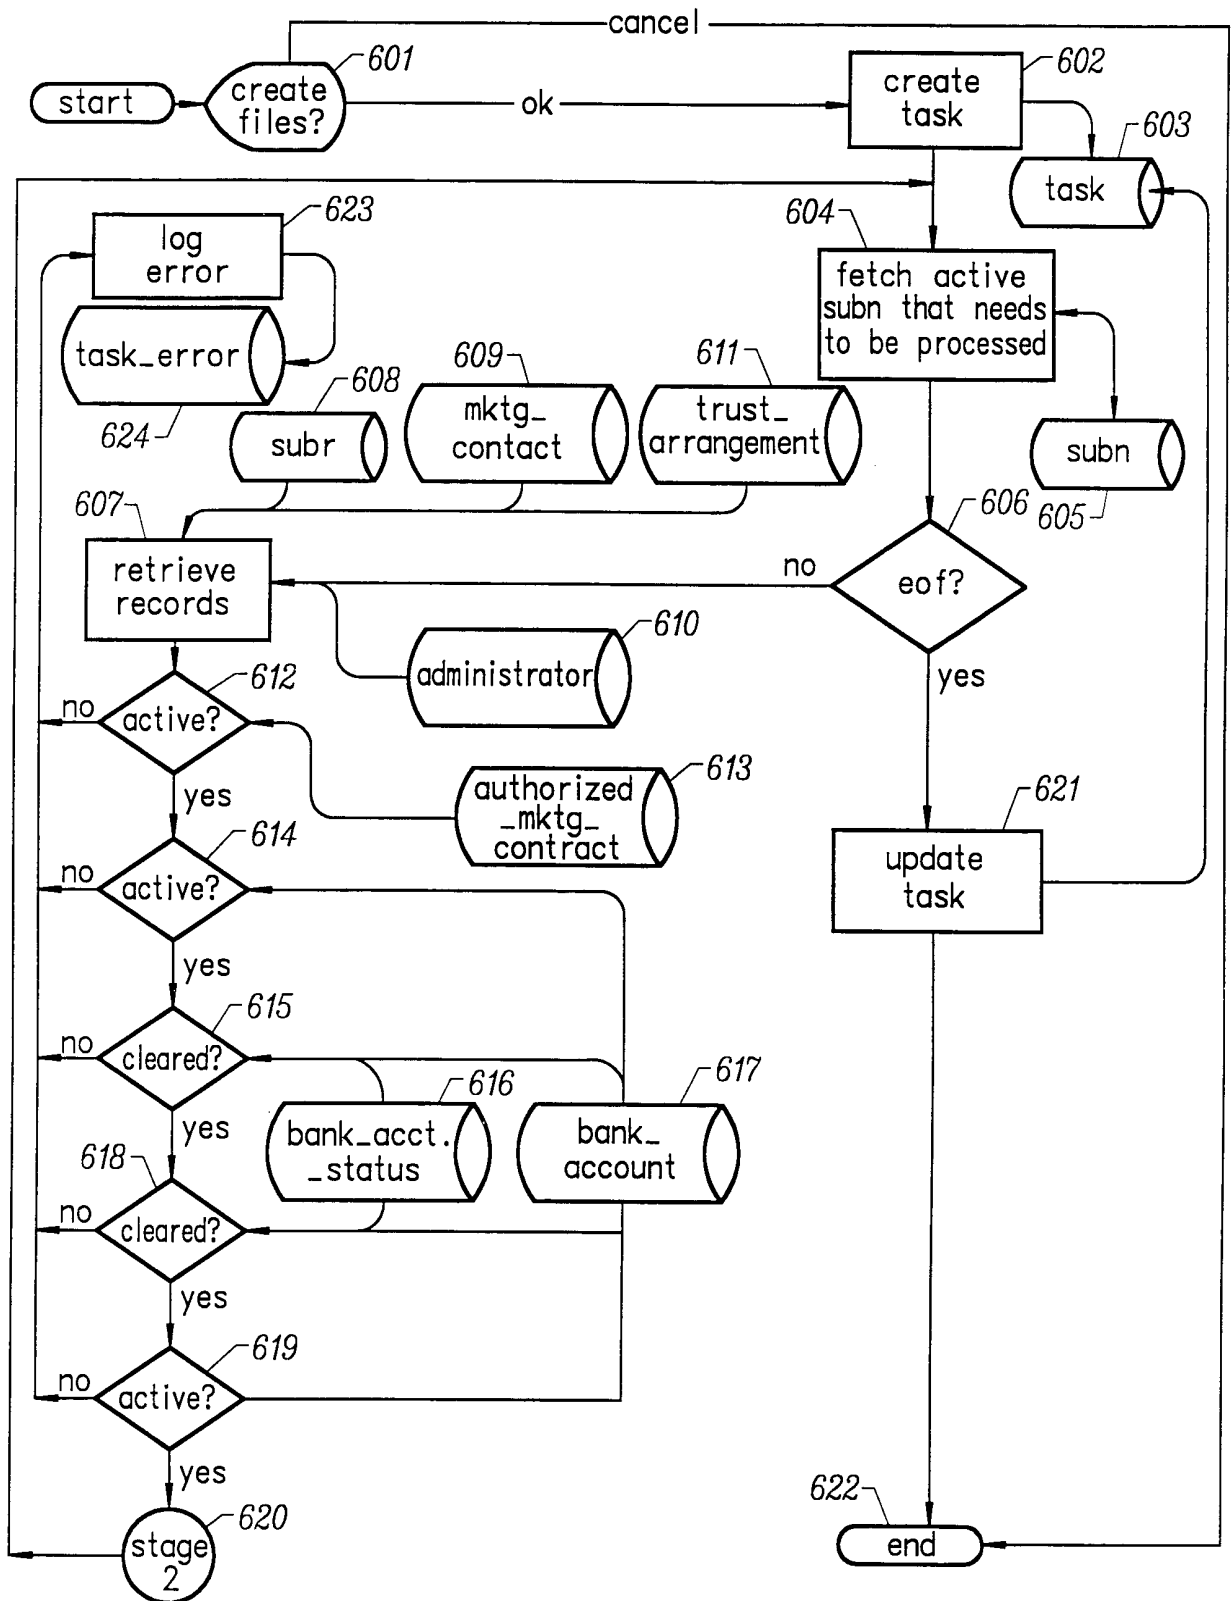 cancel
601
602
start
create
files?
ok
create
task
603
task
623
604
log
error
fetch active
subn that needs
to be processed
task_error
609
611
608
624
mktg_
contact
trust_
arrangement
subr
subn
607
606
605
retrieve
records
no
eof?
610
administrator
yes
612
no
active?
613
authorized
_mktg_
contract
yes
621
614
update
task
no
active?
yes
615
no
cleared?
616
617
yes
bank_acct.
_status
bank_
account
618
no
cleared?
yes
619
no
active?
yes
622
620
stage
2
end